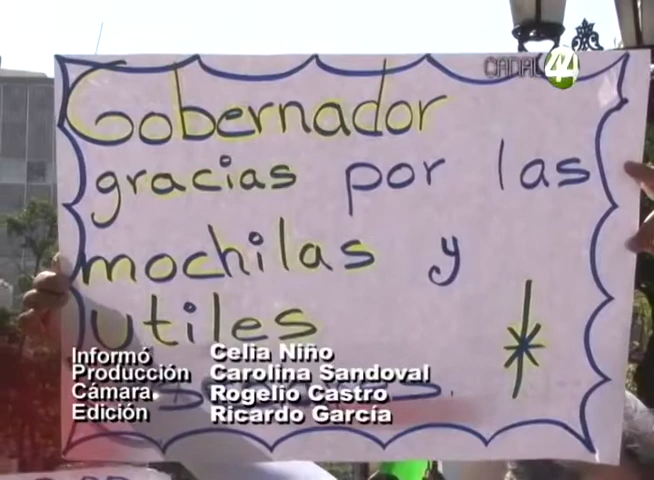 CANAL 44
Gobernador
gracias por las
mochilas y
utiles
Informó Celia Niño
Producción Carolina Sandoval
Cámara. Rogelio Castro
Edición Ricardo García